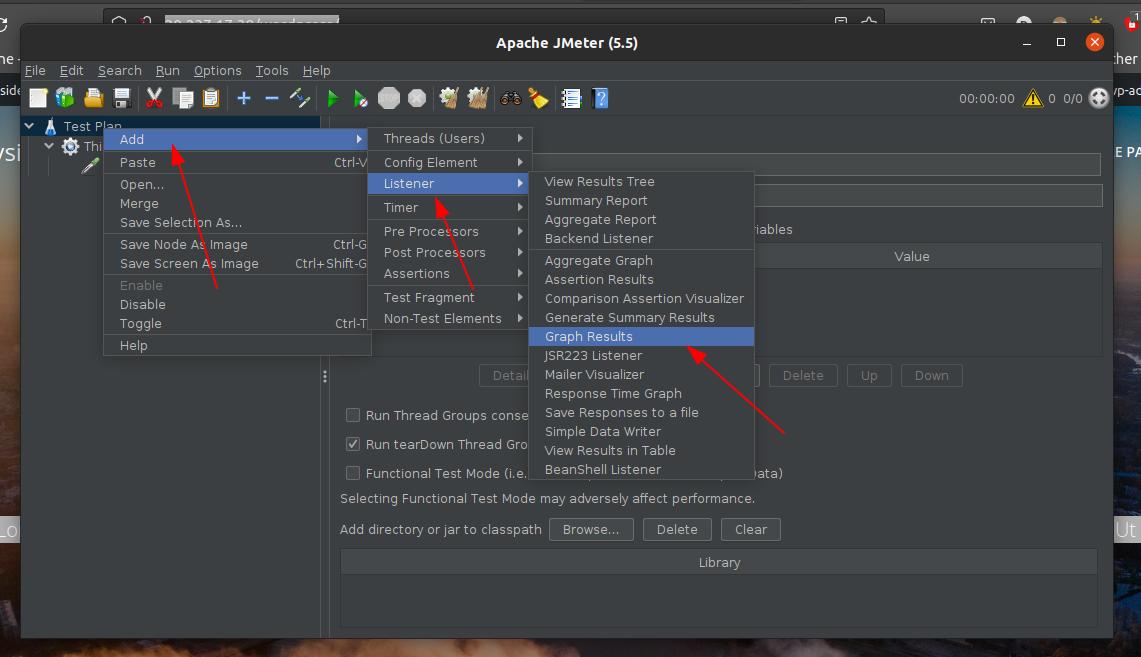 Apache JMeter (5.5)
File Edit Search Run Options Tools Help
00:00:00 0 0/0
Test Plan
Add
Paste Ctrl-V
Open...
Merge
Save Selection As...
Save Node As Image Ctrl-G
Save Screen As Image Ctrl+Shift-G
Enable
Disable
Toggle Ctrl-T
Help
Threads (Users)
Config Element
Listener
Timer
Pre Processors
Post Processors
Assertions
Test Fragment
Non-Test Elements
View Results Tree
Summary Report
Aggregate Report
Backend Listener
Aggregate Graph
Assertion Results
Comparison Assertion Visualizer
Generate Summary Results
Graph Results
JSR223 Listener
Mailer Visualizer
Response Time Graph
Save Responses to a file
Simple Data Writer
View Results in Table
BeanShell Listener
Value
Detail Delete Up Down
Run Thread Groups conse
Run tearDown Thread Gro
Functional Test Mode (i.e. Data)
Selecting Functional Test Mode may adversely affect performance.
Add directory or jar to classpath Browse... Delete Clear
Library